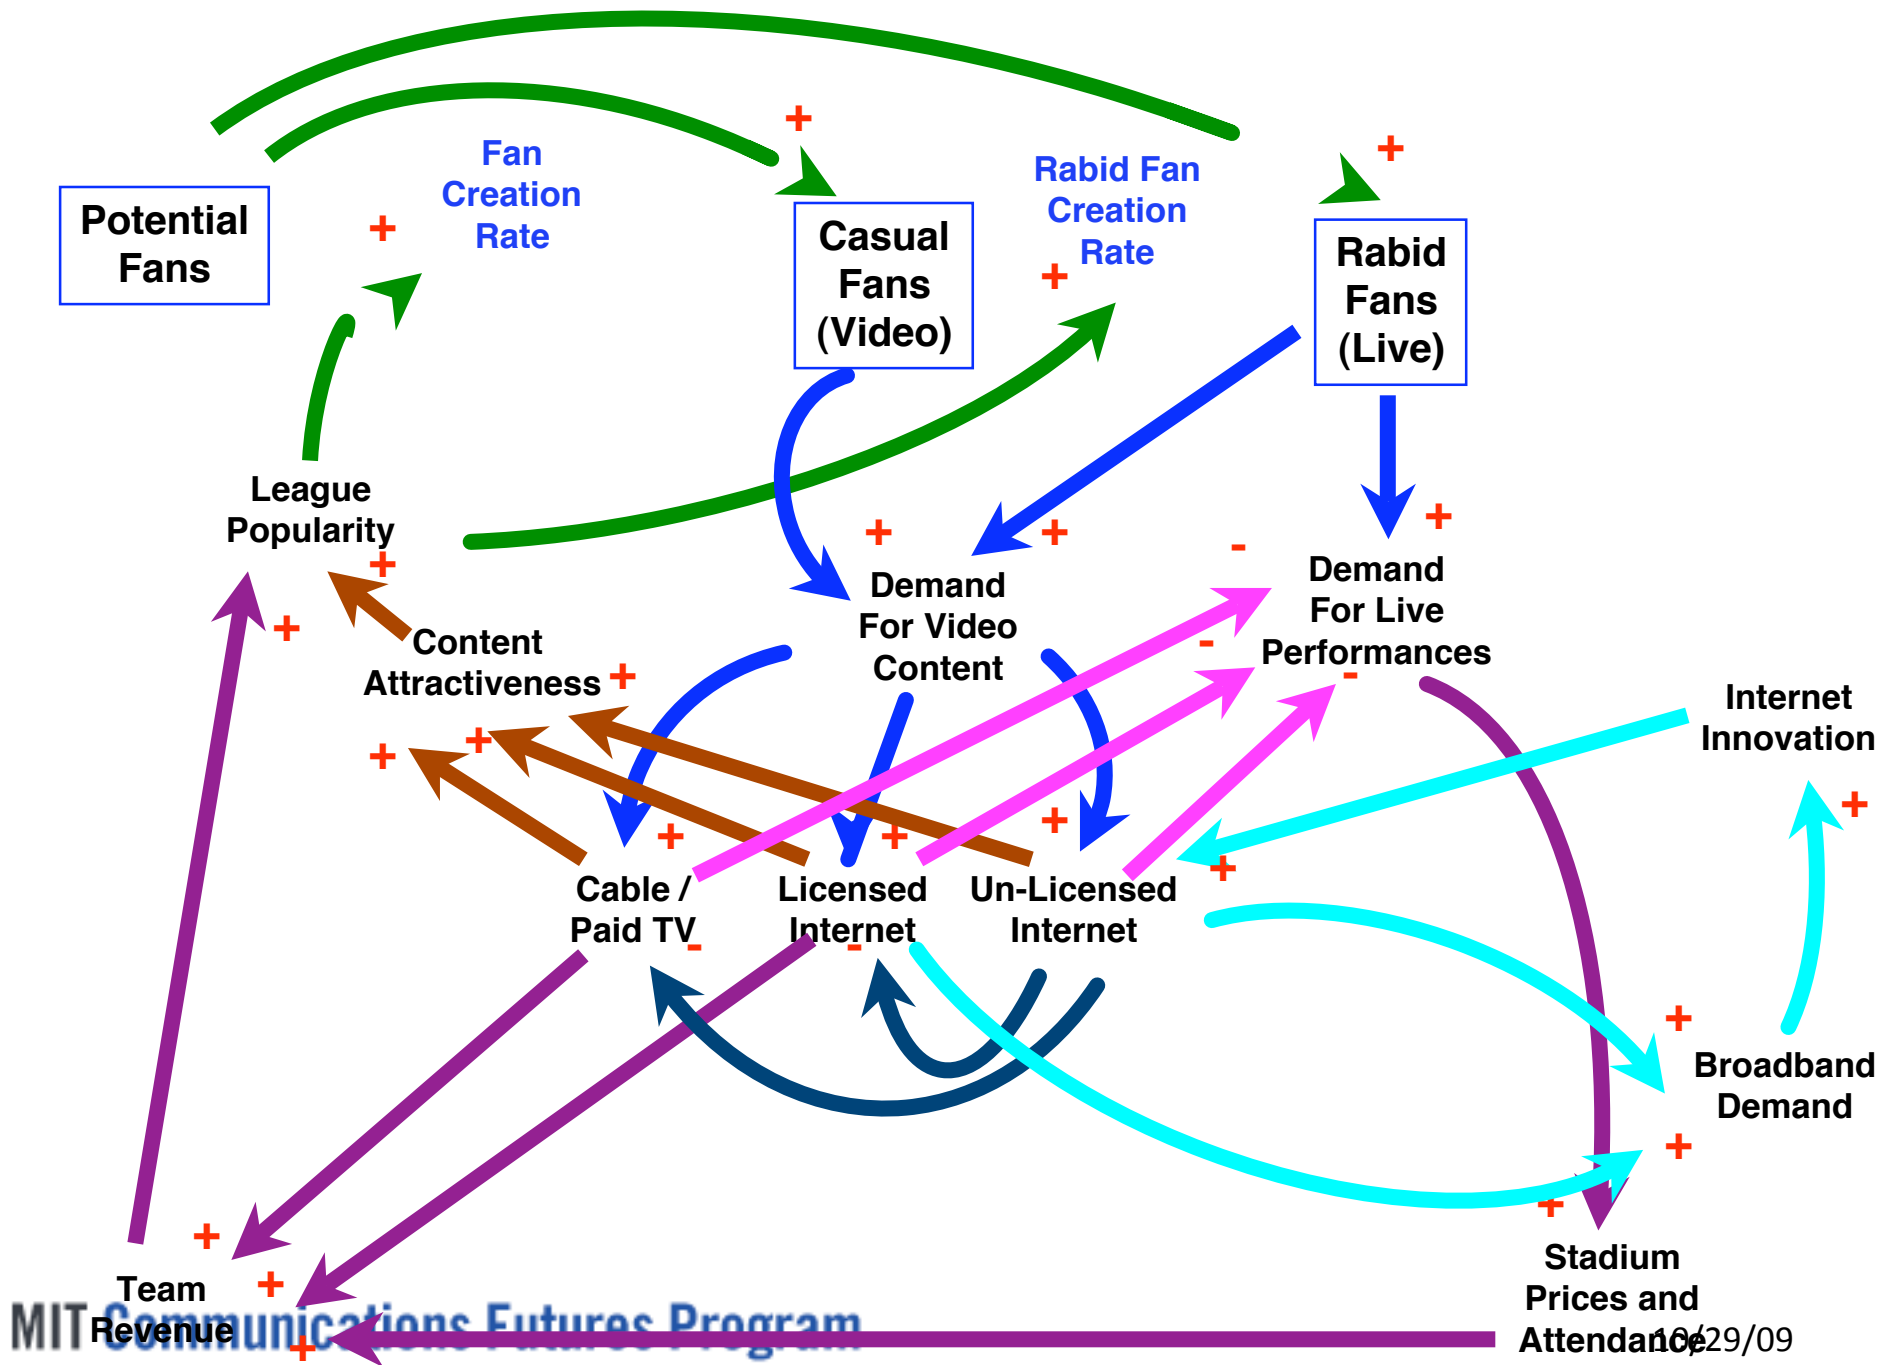 +
+
Fan
Creation
Rate
Rabid Fan
Creation
Rate
Potential
Fans
+
Casual
Fans
(Video)
+
Rabid
Fans
(Live)
League
Popularity
+
+
+
+
-
+
Demand
For Video
Content
Demand
For Live
Performances
-
-
Content
Attractiveness
+
+
+
Internet
Innovation
+
+
+
+
+
Cable /
Paid TV
-
Licensed
Internet
-
Un-Licensed
Internet
+
Broadband
Demand
+
+
+
+
+
Team
Revenue
MIT Communications Futures Program
Stadium
Prices and
Attendance
10/29/09